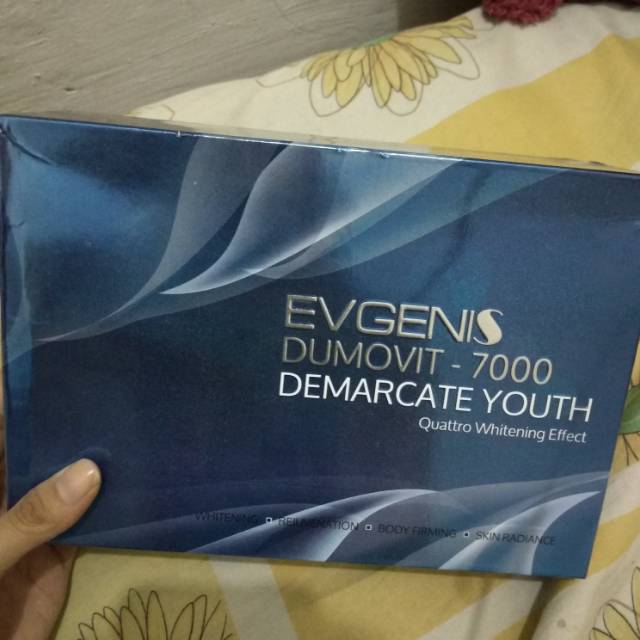 EVGENIS
DUMOVIT - 7000
DEMARCATE YOUTH
Quattro Whitening Effect
WHITENING ▪ REJUVENATION ▪ BODY FIRMING ▪ SKIN RADIANCE